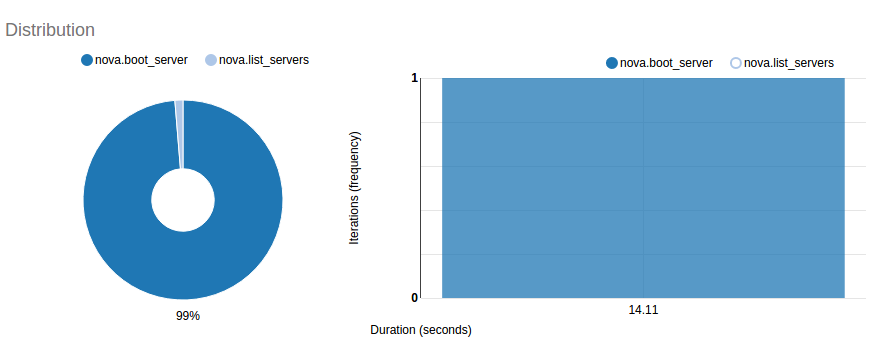 Distribution
nova.boot_server nova.list_servers
99%
nova.boot_server nova.list_servers
Iterations (frequency)
1
0
14.11
Duration (seconds)